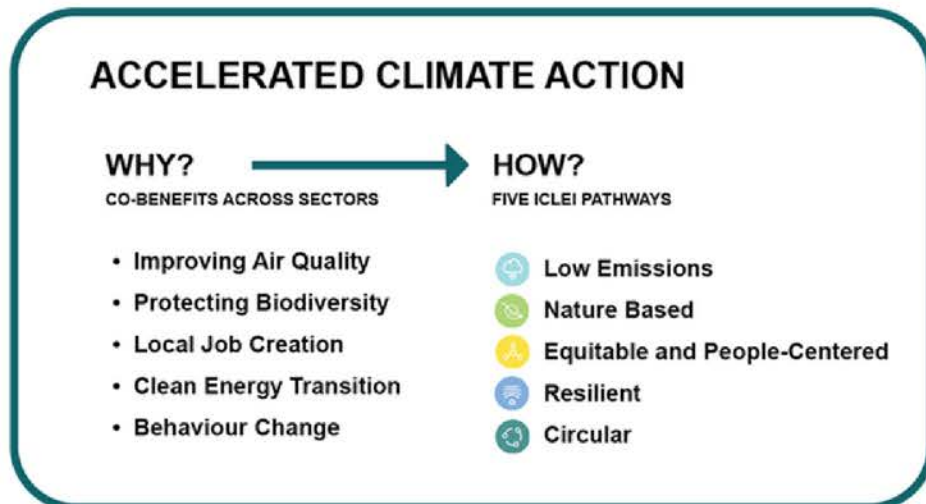 ACCELERATED CLIMATE ACTION
WHY?
CO-BENEFITS ACROSS SECTORS
• Improving Air Quality
• Protecting Biodiversity
• Local Job Creation
• Clean Energy Transition
• Behaviour Change
HOW?
FIVE ICLEI PATHWAYS
Low Emissions
Nature Based
Equitable and People-Centered
Resilient
Circular